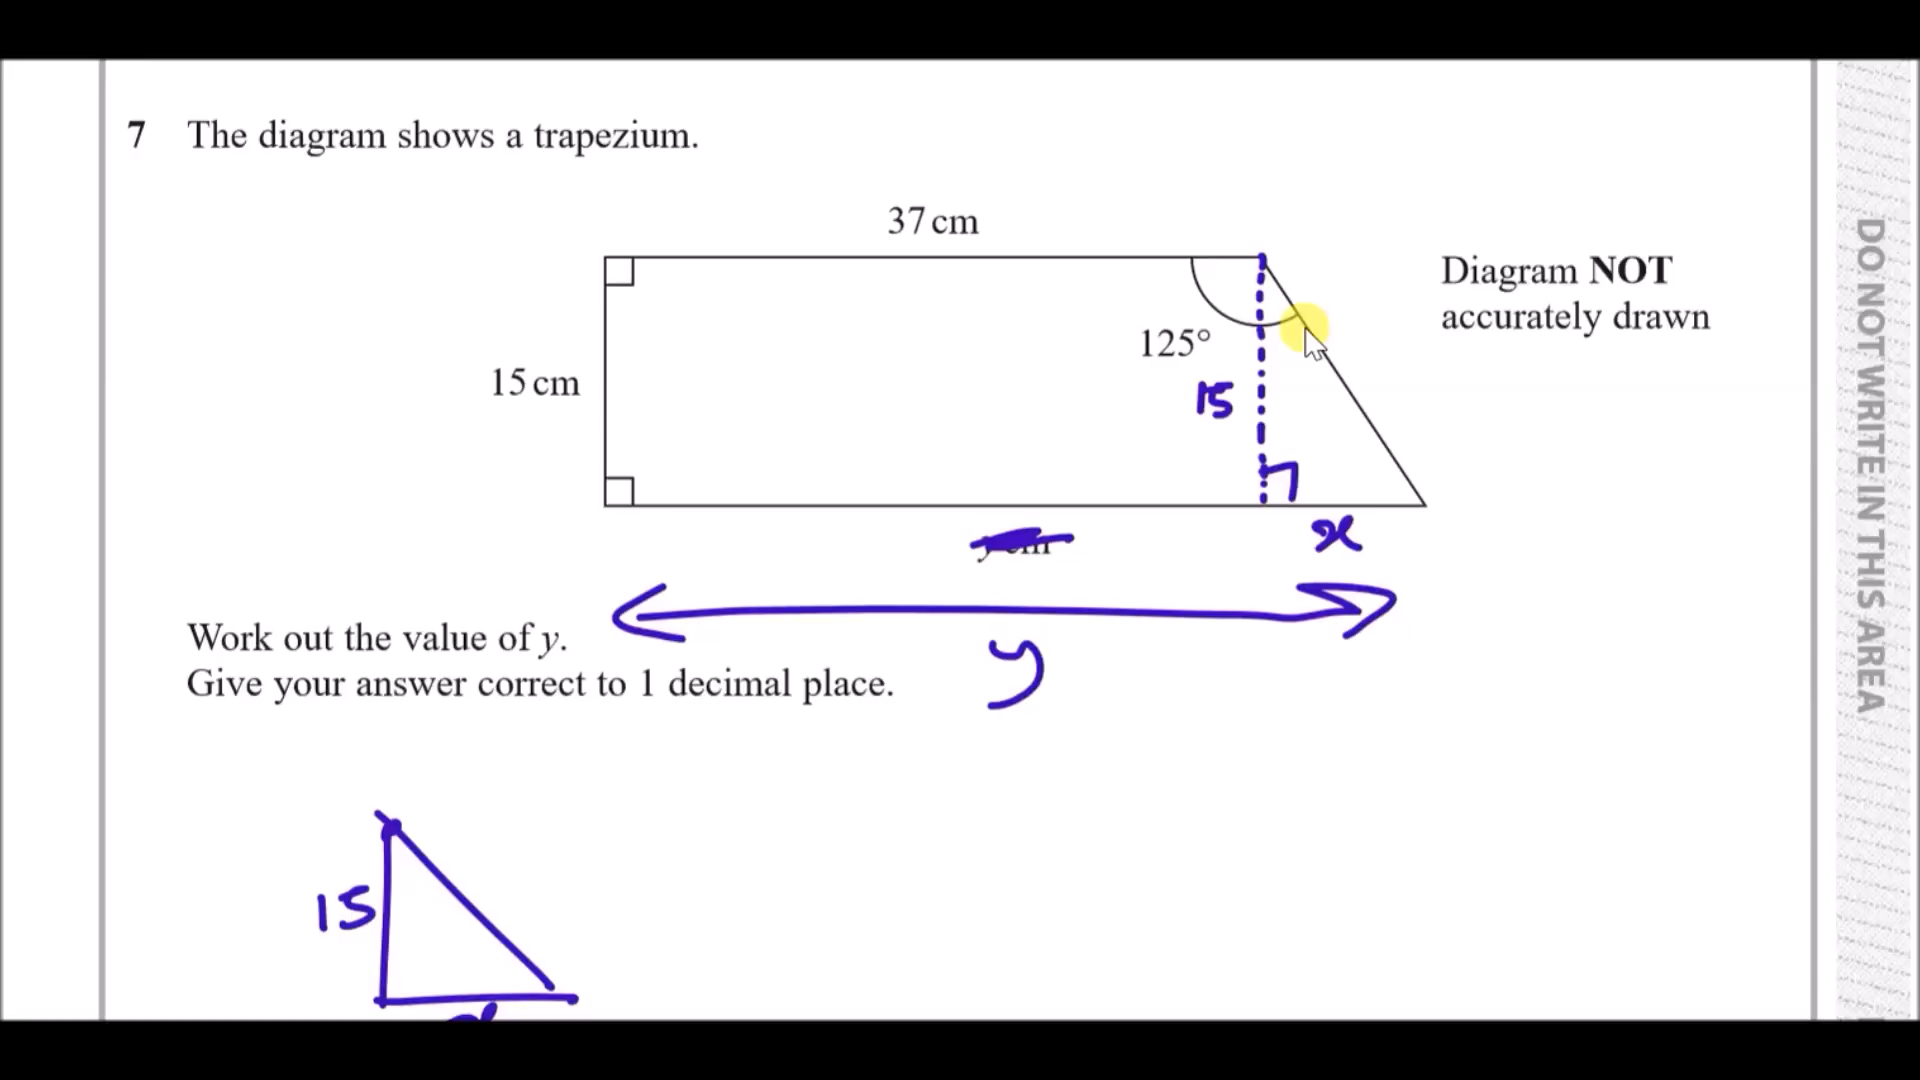 7 The diagram shows a trapezium.
37 cm
Diagram NOT
accurately drawn
125°
15 cm
15
x
Work out the value of y.
y
Give your answer correct to 1 decimal place.
15
DO NOT WRITE IN THIS AREA